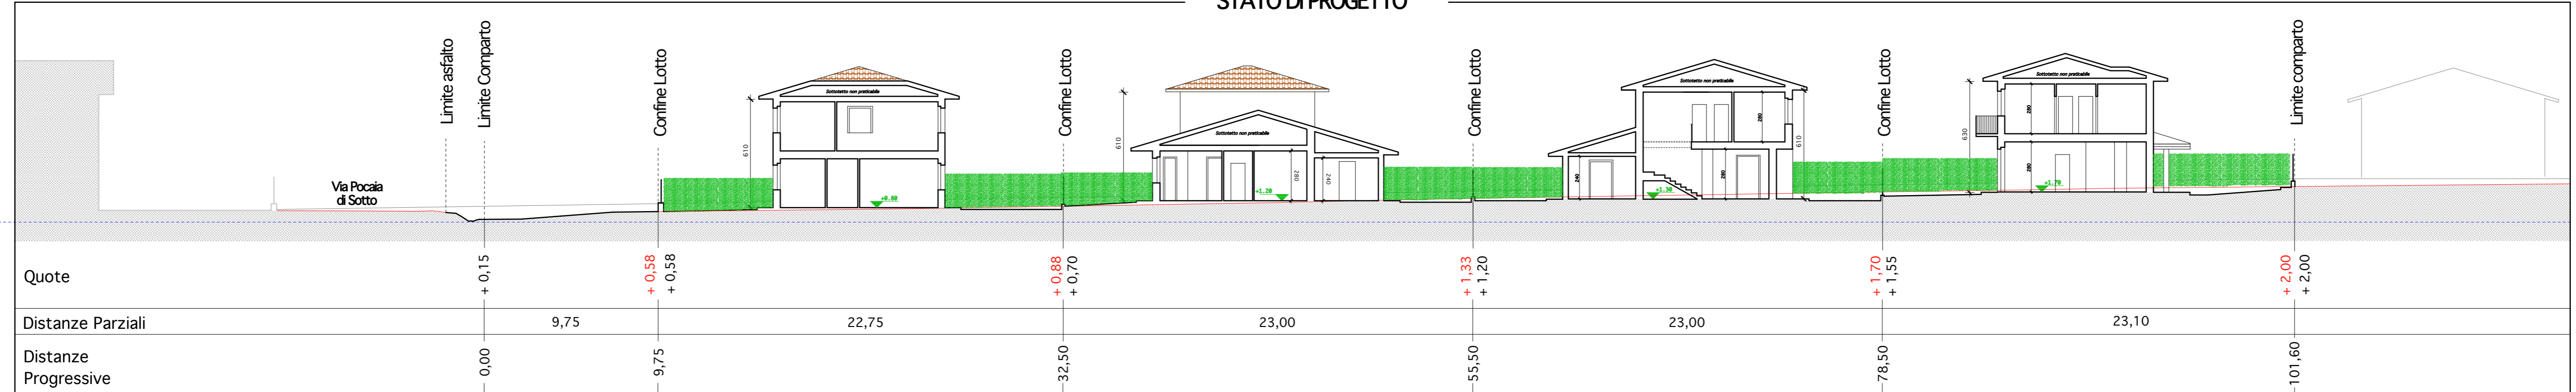 STATO DI PROGETTO
Limite asfalto
Limite Comparto
Confine Lotto
Confine Lotto
Confine Lotto
Confine Lotto
Limite comparto
Via Pocaia
di Sotto
Sottotetto non praticabile
610
+0.80
610
Sottotetto non praticabile
+1.20
280
240
Sottotetto non praticabile
240
+1.30
280
280
610
Sottotetto non praticabile
630
280
280
+1.70
Quote
+ 0,15
+ 0,58
+ 0,58
+ 0,88
+ 0,70
+ 1,33
+ 1,20
+ 1,70
+ 1,55
+ 2,00
+ 2,00
Distanze Parziali
9,75
22,75
23,00
23,00
23,10
Distanze
Progressive
0,00
9,75
32,50
55,50
78,50
101,60